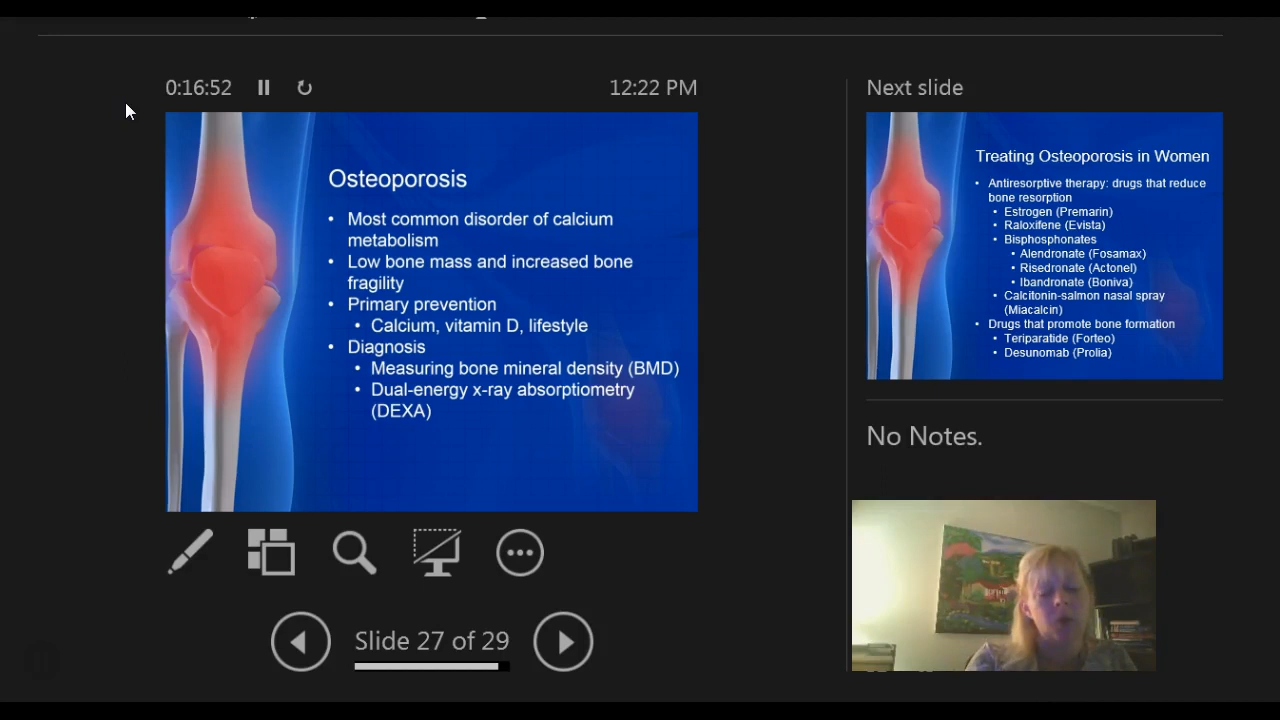 0:16:52
12:22 PM
Osteoporosis
• Most common disorder of calcium
metabolism
• Low bone mass and increased bone
fragility
• Primary prevention
• Calcium, vitamin D, lifestyle
• Diagnosis
• Measuring bone mineral density (BMD)
• Dual-energy x-ray absorptiometry
(DEXA)
Slide 27 of 29
Next slide
Treating Osteoporosis in Women
• Antiresorptive therapy: drugs that reduce
bone resorption
• Estrogen (Premarin)
• Raloxifene (Evista)
• Bisphosphonates
• Alendronate (Fosamax)
• Risedronate (Actonel)
• Ibandronate (Boniva)
• Calcitonin-salmon nasal spray
(Miacalcin)
• Drugs that promote bone formation
• Teriparatide (Forteo)
• Desunomab (Prolia)
No Notes.